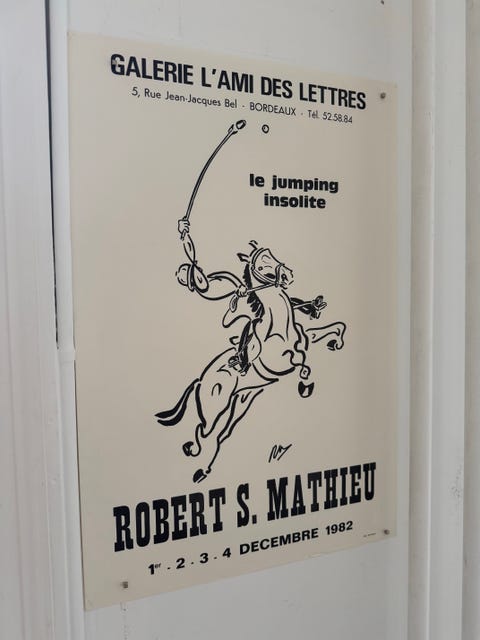 GALERIE L'AMI DES LETTRES
5, Rue Jean-Jacques Bel - BORDEAUX - Tél. 52.58.84
le jumping
insolite
ROBERT S. MATHIEU
1er . 2 . 3 . 4 DECEMBRE 1982